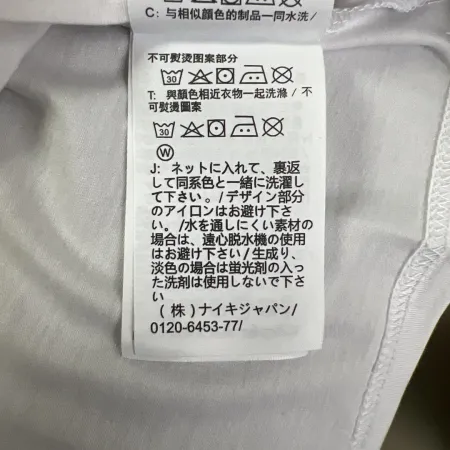 C: 与相似顏色的制品一同水洗/
不可熨烫图案部分
30
T: 與顏色相近衣物一起洗滌 / 不
可熨燙圖案
30
W
J: ネットに入れて、裏返
して同系色と一緒に洗濯し
て下さい。/デザイン部分
のアイロンはお避け下さ
い。/水を通しにくい素材の
場合は、遠心脱水機の使用
はお避け下さい/生成り、
淡色の場合は蛍光剤の入っ
た洗剤は使用しないで下さ
い
(株) ナイキジャパン/
0120-6453-77/